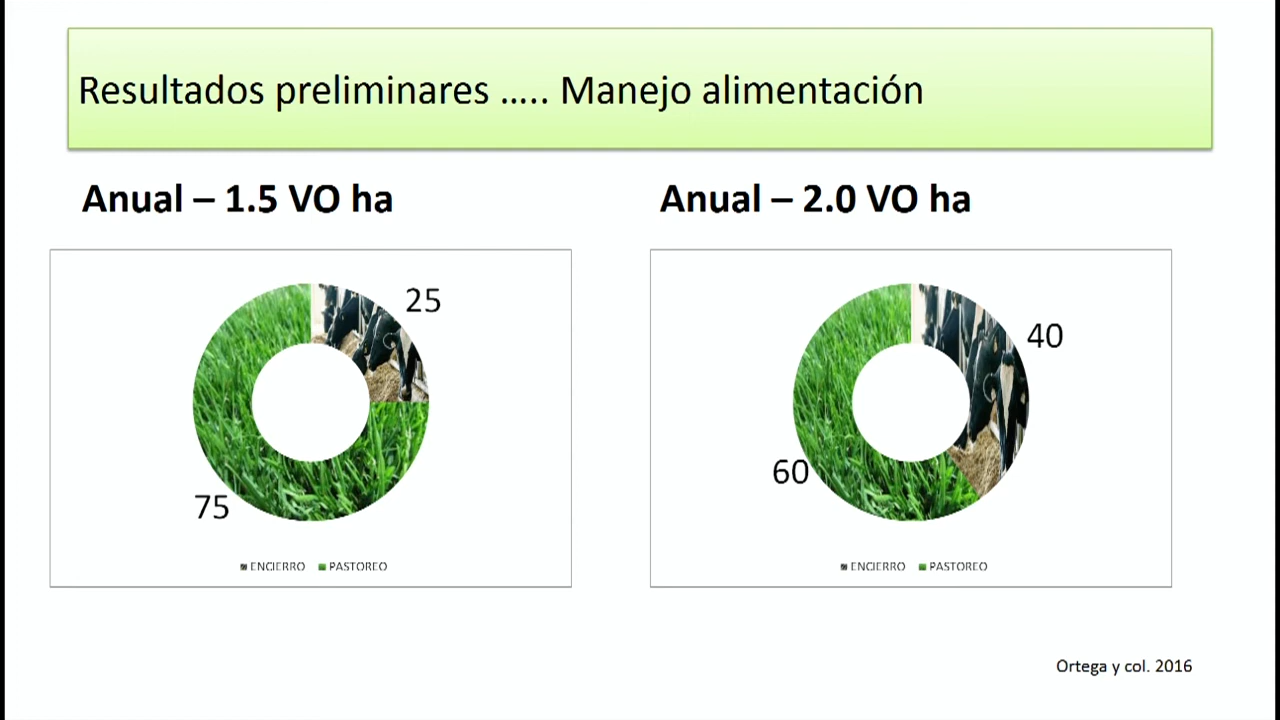 Resultados preliminares ….. Manejo alimentación
Anual – 1.5 VO ha
25
75
ENCIERRO PASTOREO
Anual – 2.0 VO ha
40
60
ENCIERRO PASTOREO
Ortega y col. 2016